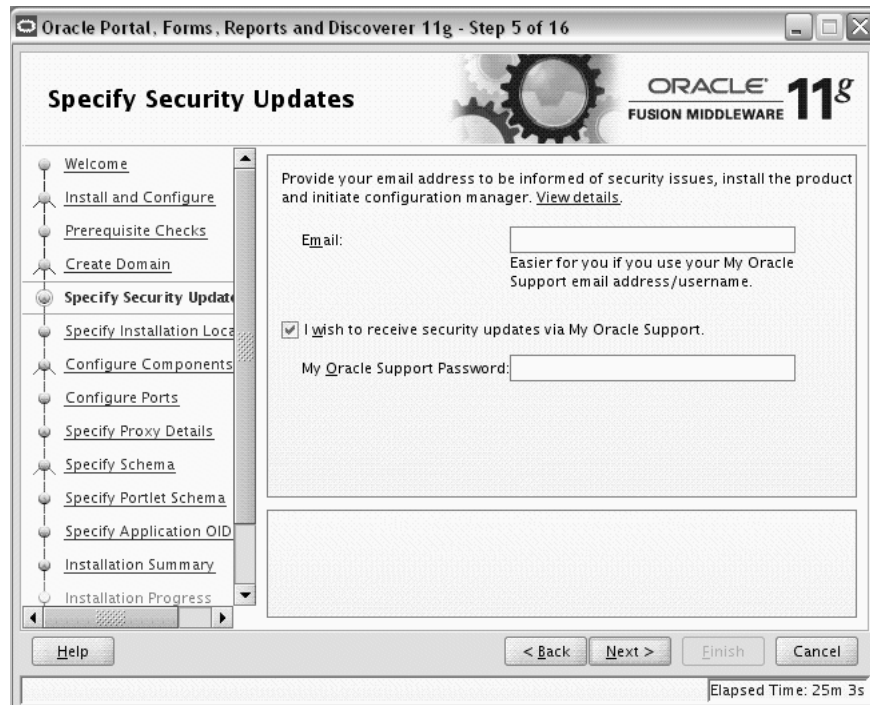 Oracle Portal, Forms, Reports and Discoverer 11g - Step 5 of 16
Specify Security Updates
ORACLE
FUSION MIDDLEWARE 11g
Welcome
Install and Configure
Prerequisite Checks
Create Domain
Specify Security Update
Specify Installation Loca
Configure Components
Configure Ports
Specify Proxy Details
Specify Schema
Specify Portlet Schema
Specify Application OID
Installation Summary
Installation Progress
Provide your email address to be informed of security issues, install the product
and initiate configuration manager. View details.
Email:
Easier for you if you use your My Oracle
Support email address/username.
I wish to receive security updates via My Oracle Support.
My Oracle Support Password:
Help
< Back
Next >
Finish
Cancel
Elapsed Time: 25m 3s